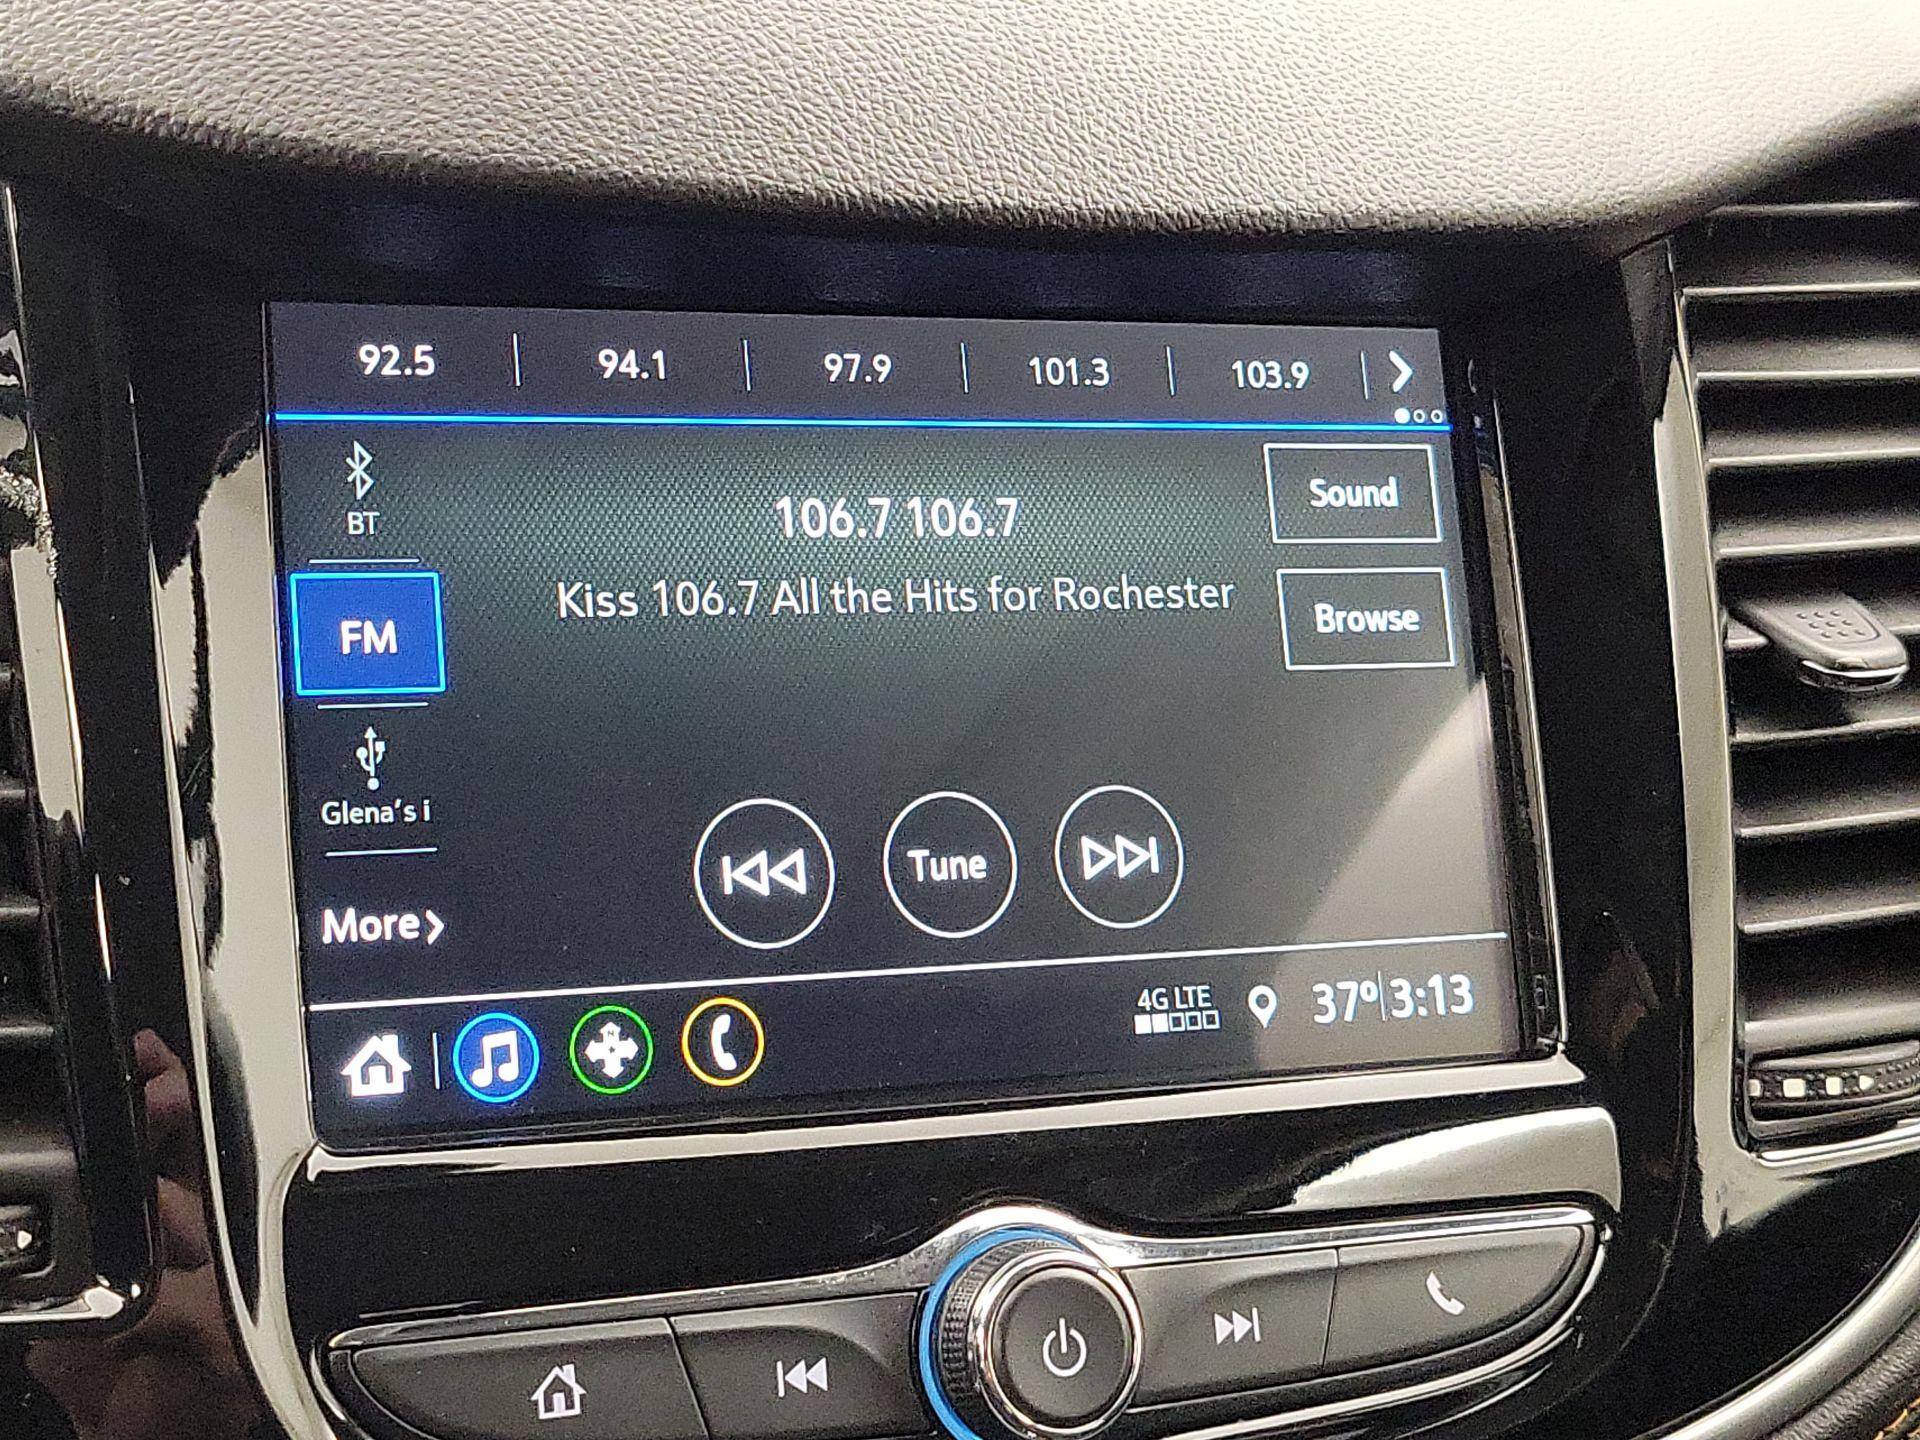 92.5 94.1 97.9 101.3 103.9
BT
106.7 106.7
Sound
Kiss 106.7 All the Hits for Rochester
FM
Browse
Glena's i
Tune
More
4G LTE
37° 3:13
N